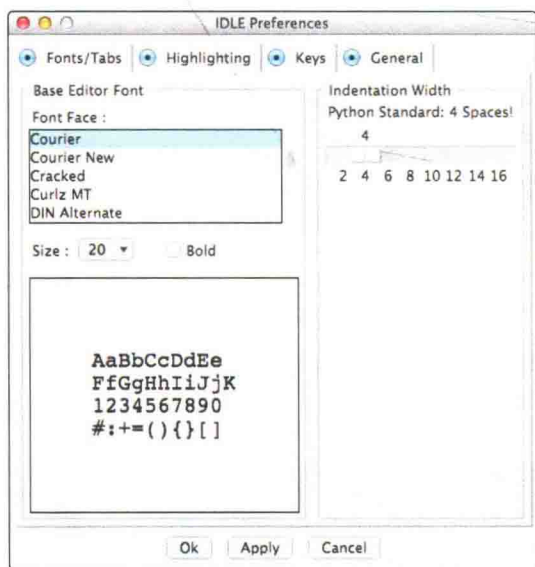 IDLE Preferences
Fonts/Tabs Highlighting Keys General
Base Editor Font
Font Face :
Courier
Courier New
Cracked
Curlz MT
DIN Alternate
Size : 20 Bold
AaBbCcDdEe
FfGgHhIiJjK
1234567890
#:+=(){}[]
Indentation Width
Python Standard: 4 Spaces!
4
2 4 6 8 10 12 14 16
Ok Apply Cancel